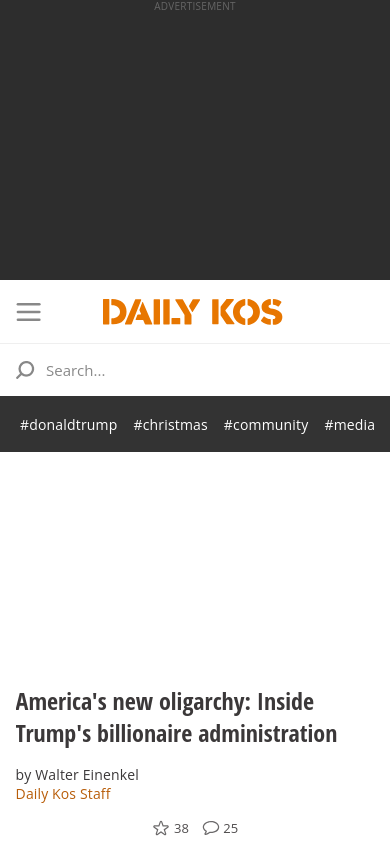 ADVERTISEMENT
DAILY KOS
Search...
#donaldtrump #christmas #community #media
America's new oligarchy: Inside
Trump's billionaire administration
by Walter Einenkel
Daily Kos Staff
38 25